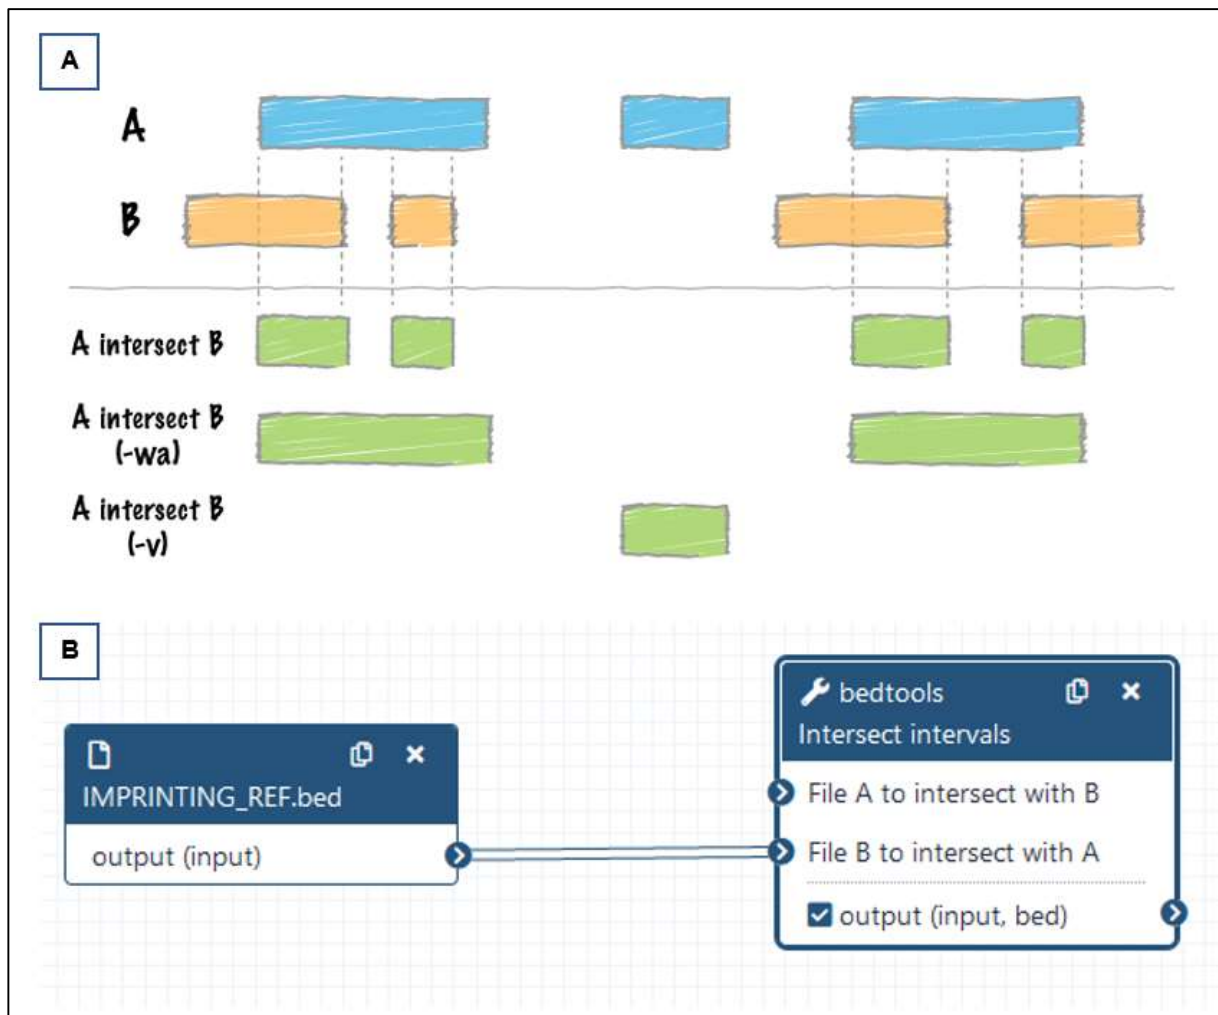 A
A
B
A intersect B
A intersect B
(-wa)
A intersect B
(-v)
B
bedtools
Intersect intervals
IMPRINTING_REF.bed
File A to intersect with B
output (input)
File B to intersect with A
output (input, bed)